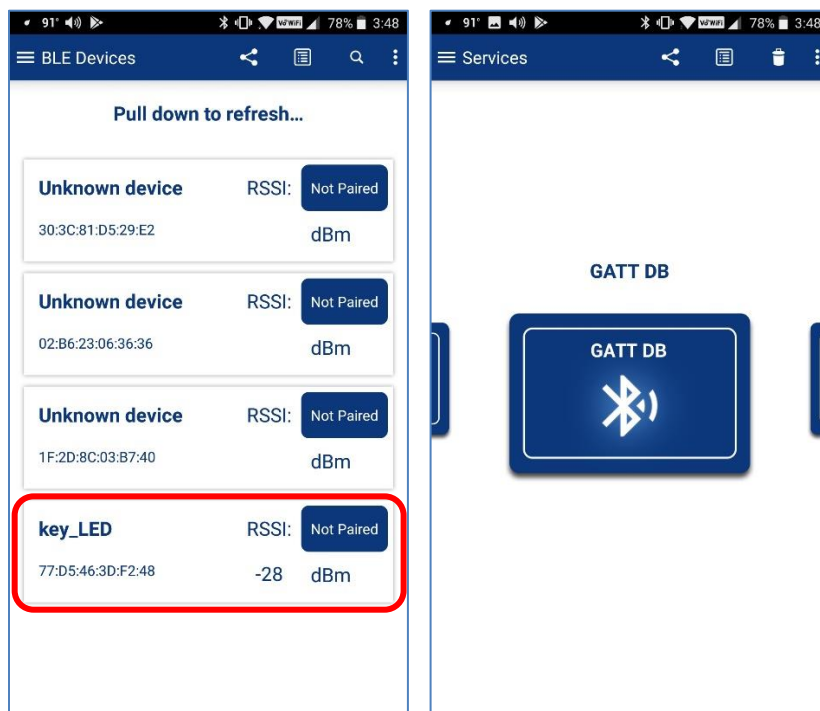 91° 78% 3:48
BLE Devices
Pull down to refresh...
Unknown device RSSI: Not Paired
30:3C:81:D5:29:E2 dBm
Unknown device RSSI: Not Paired
02:B6:23:06:36:36 dBm
Unknown device RSSI: Not Paired
1F:2D:8C:03:B7:40 dBm
key_LED RSSI: Not Paired
77:D5:46:3D:F2:48 -28 dBm
91° 78% 3:48
Services
GATT DB
GATT DB